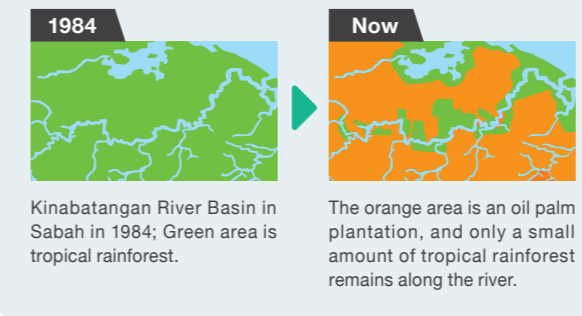 1984
Kinabatangan River Basin in
Sabah in 1984; Green area is
tropical rainforest.
Now
The orange area is an oil palm
plantation, and only a small
amount of tropical rainforest
remains along the river.